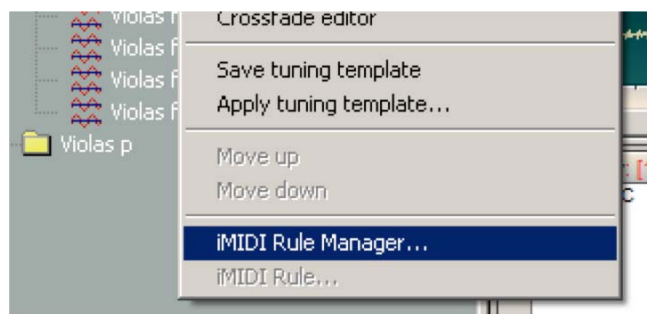 Violas f
Crossfade editor
Violas f
Save tuning template
Violas f
Apply tuning template...
Violas f
Violas p
Move up
Move down
iMIDI Rule Manager...
iMIDI Rule...